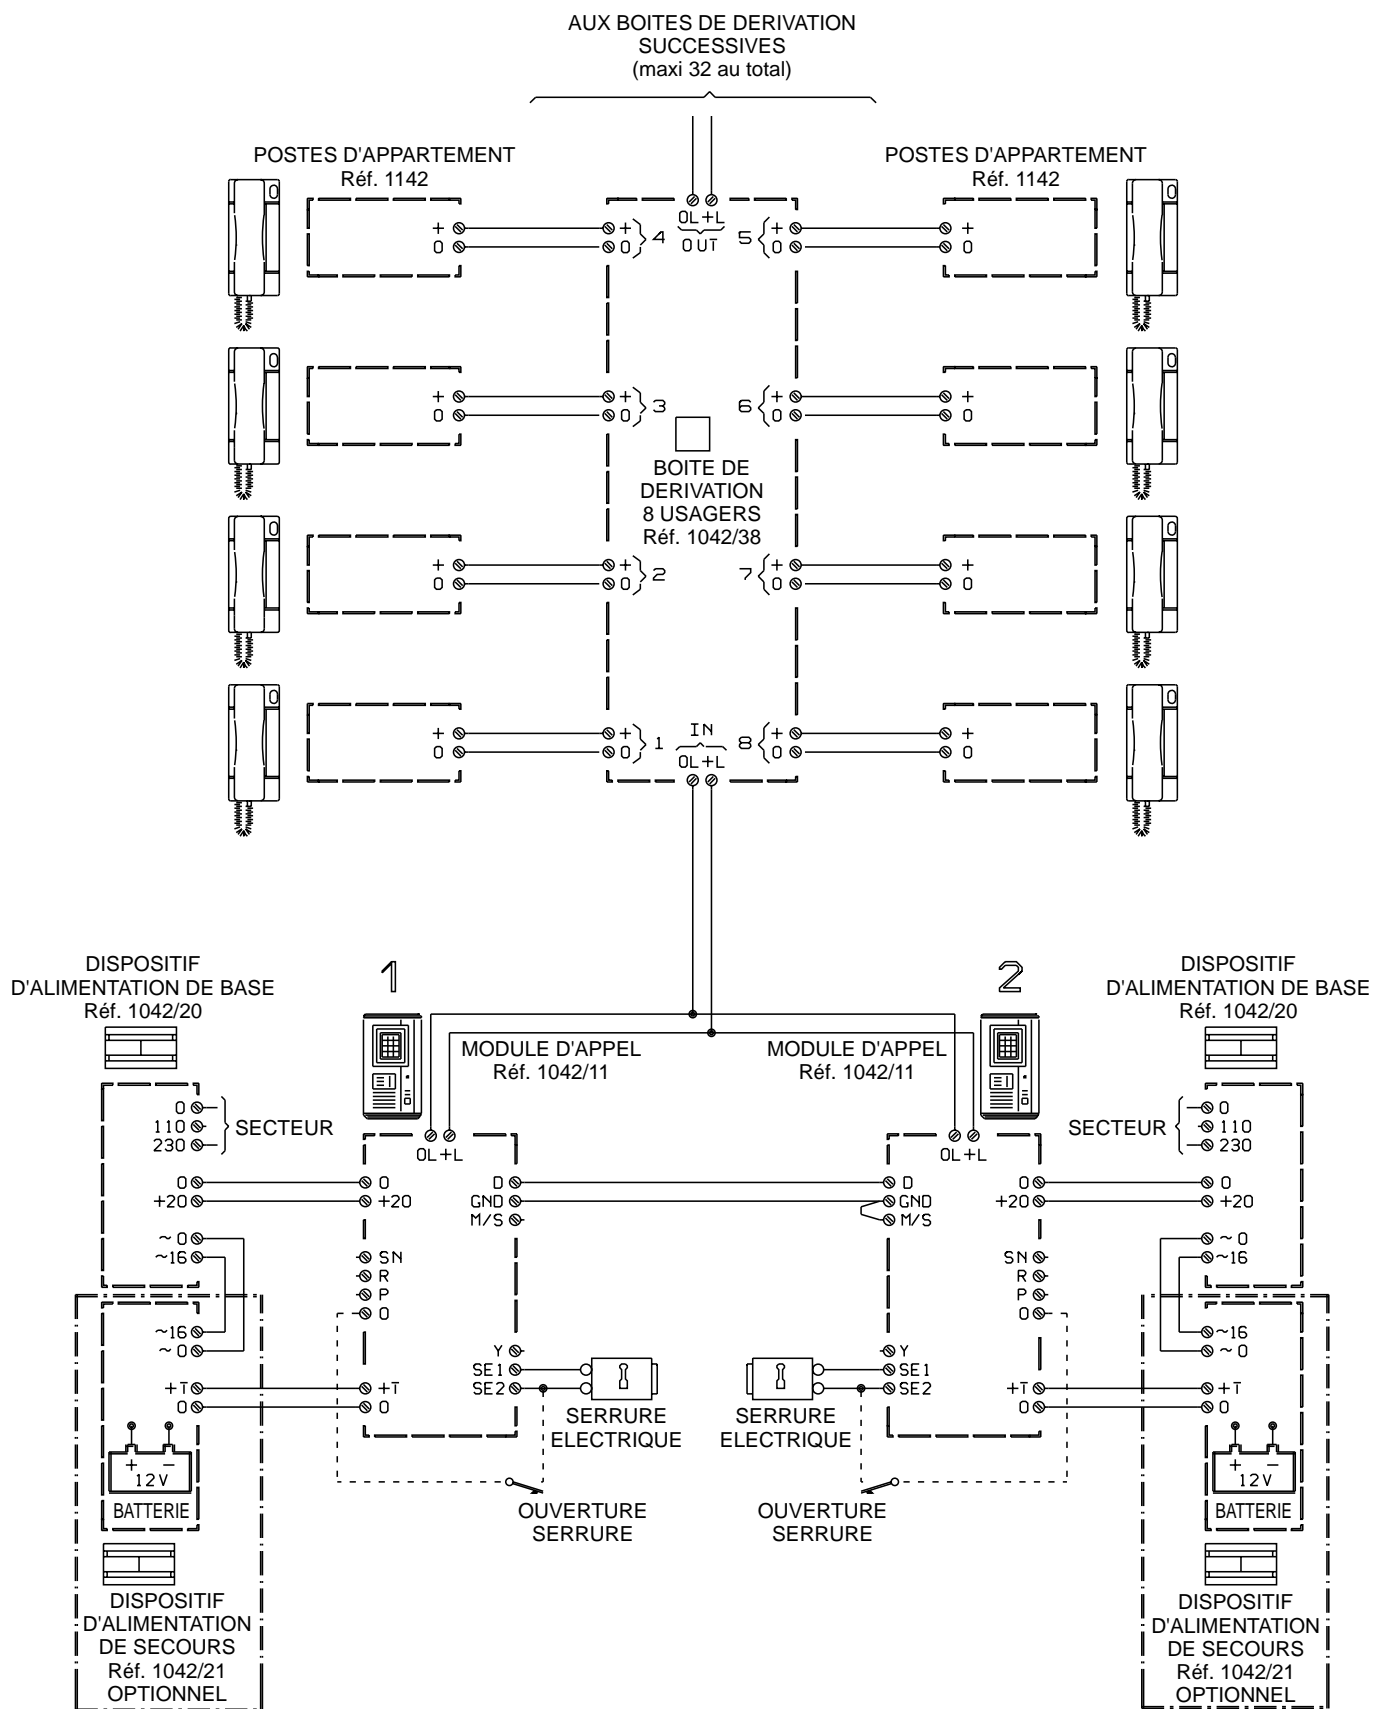 AUX BOITES DE DERIVATION
SUCCESSIVES
(maxi 32 au total)
POSTES D'APPARTEMENT
Réf. 1142
POSTES D'APPARTEMENT
Réf. 1142
OL+L
OUT
+ + 4 5 + +
0 0 0 0
+ + 3 6 + +
0 0 0 0
BOITE DE
DERIVATION
8 USAGERS
Réf. 1042/38
+ + 2 7 + +
0 0 0 0
+ + 1 8 + +
0 0 0 0
IN
OL+L
DISPOSITIF
D'ALIMENTATION DE BASE
Réf. 1042/20
1
2
DISPOSITIF
D'ALIMENTATION DE BASE
Réf. 1042/20
MODULE D'APPEL
Réf. 1042/11
MODULE D'APPEL
Réf. 1042/11
0
110
230
SECTEUR
0
+20
~0
~16
~16
~0
+T
0
+ −
12V
BATTERIE
DISPOSITIF
D'ALIMENTATION
DE SECOURS
Réf. 1042/21
OPTIONNEL
OL+L
0
+20
SN
R
P
0
+T
0
D
GND
M/S
Y
SE1
SE2
SERRURE
ELECTRIQUE
OUVERTURE
SERRURE
OL+L
D
GND
M/S
Y
SE1
SE2
0
+20
SN
R
P
0
+T
0
SERRURE
ELECTRIQUE
OUVERTURE
SERRURE
SECTEUR
0
110
230
0
+20
~0
~16
~16
~0
+T
0
+ −
12V
BATTERIE
DISPOSITIF
D'ALIMENTATION
DE SECOURS
Réf. 1042/21
OPTIONNEL